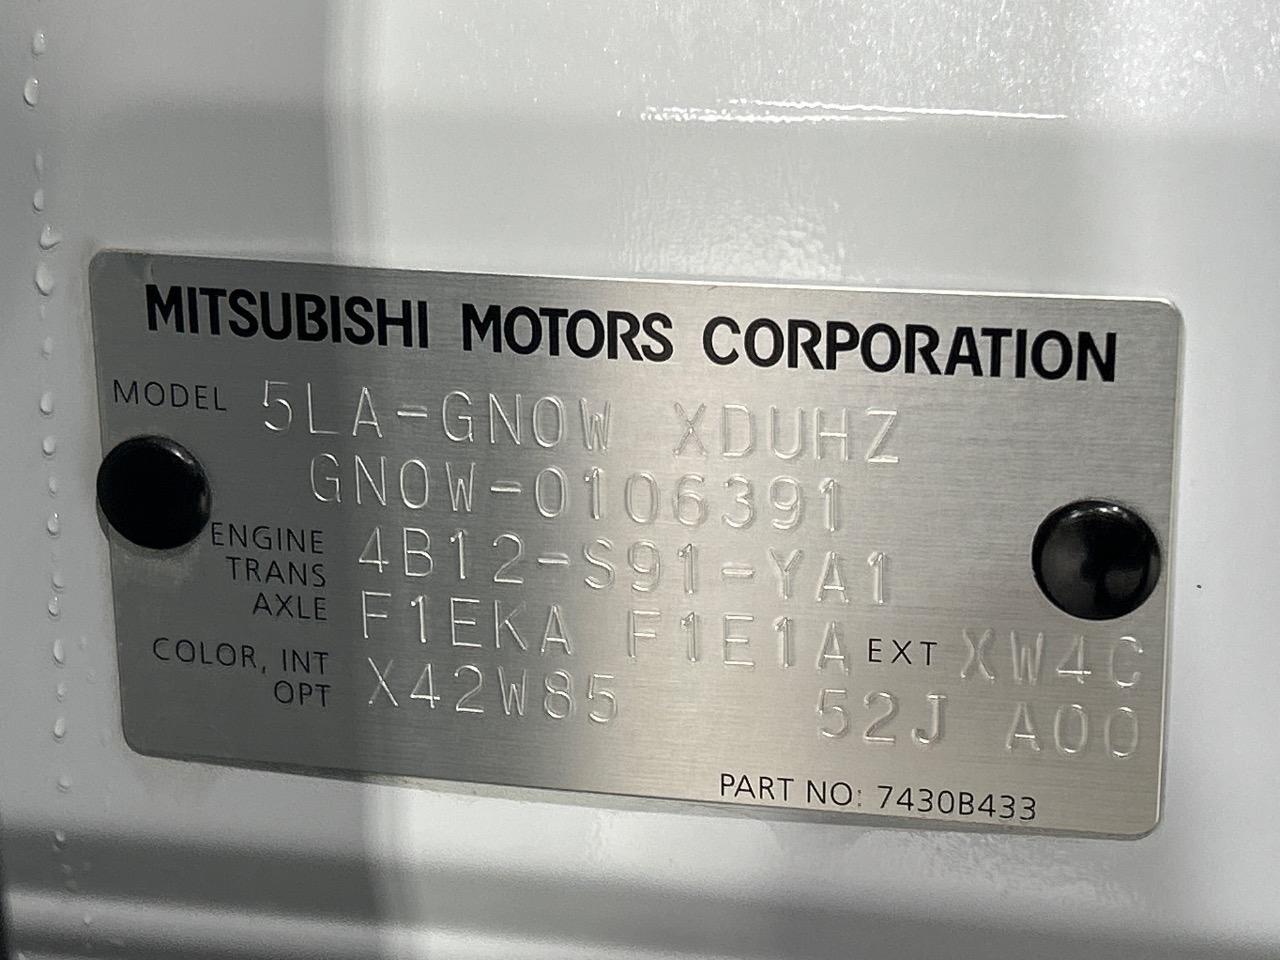 MITSUBISHI MOTORS CORPORATION
MODEL 5LA-GN0W XDUHZ
GN0W-0106391
ENGINE 4B12-S91-YA1
TRANS
AXLE F1EKA F1E1A EXT XW4C
COLOR, INT X42W85 52J A00
OPT
PART NO: 7430B433